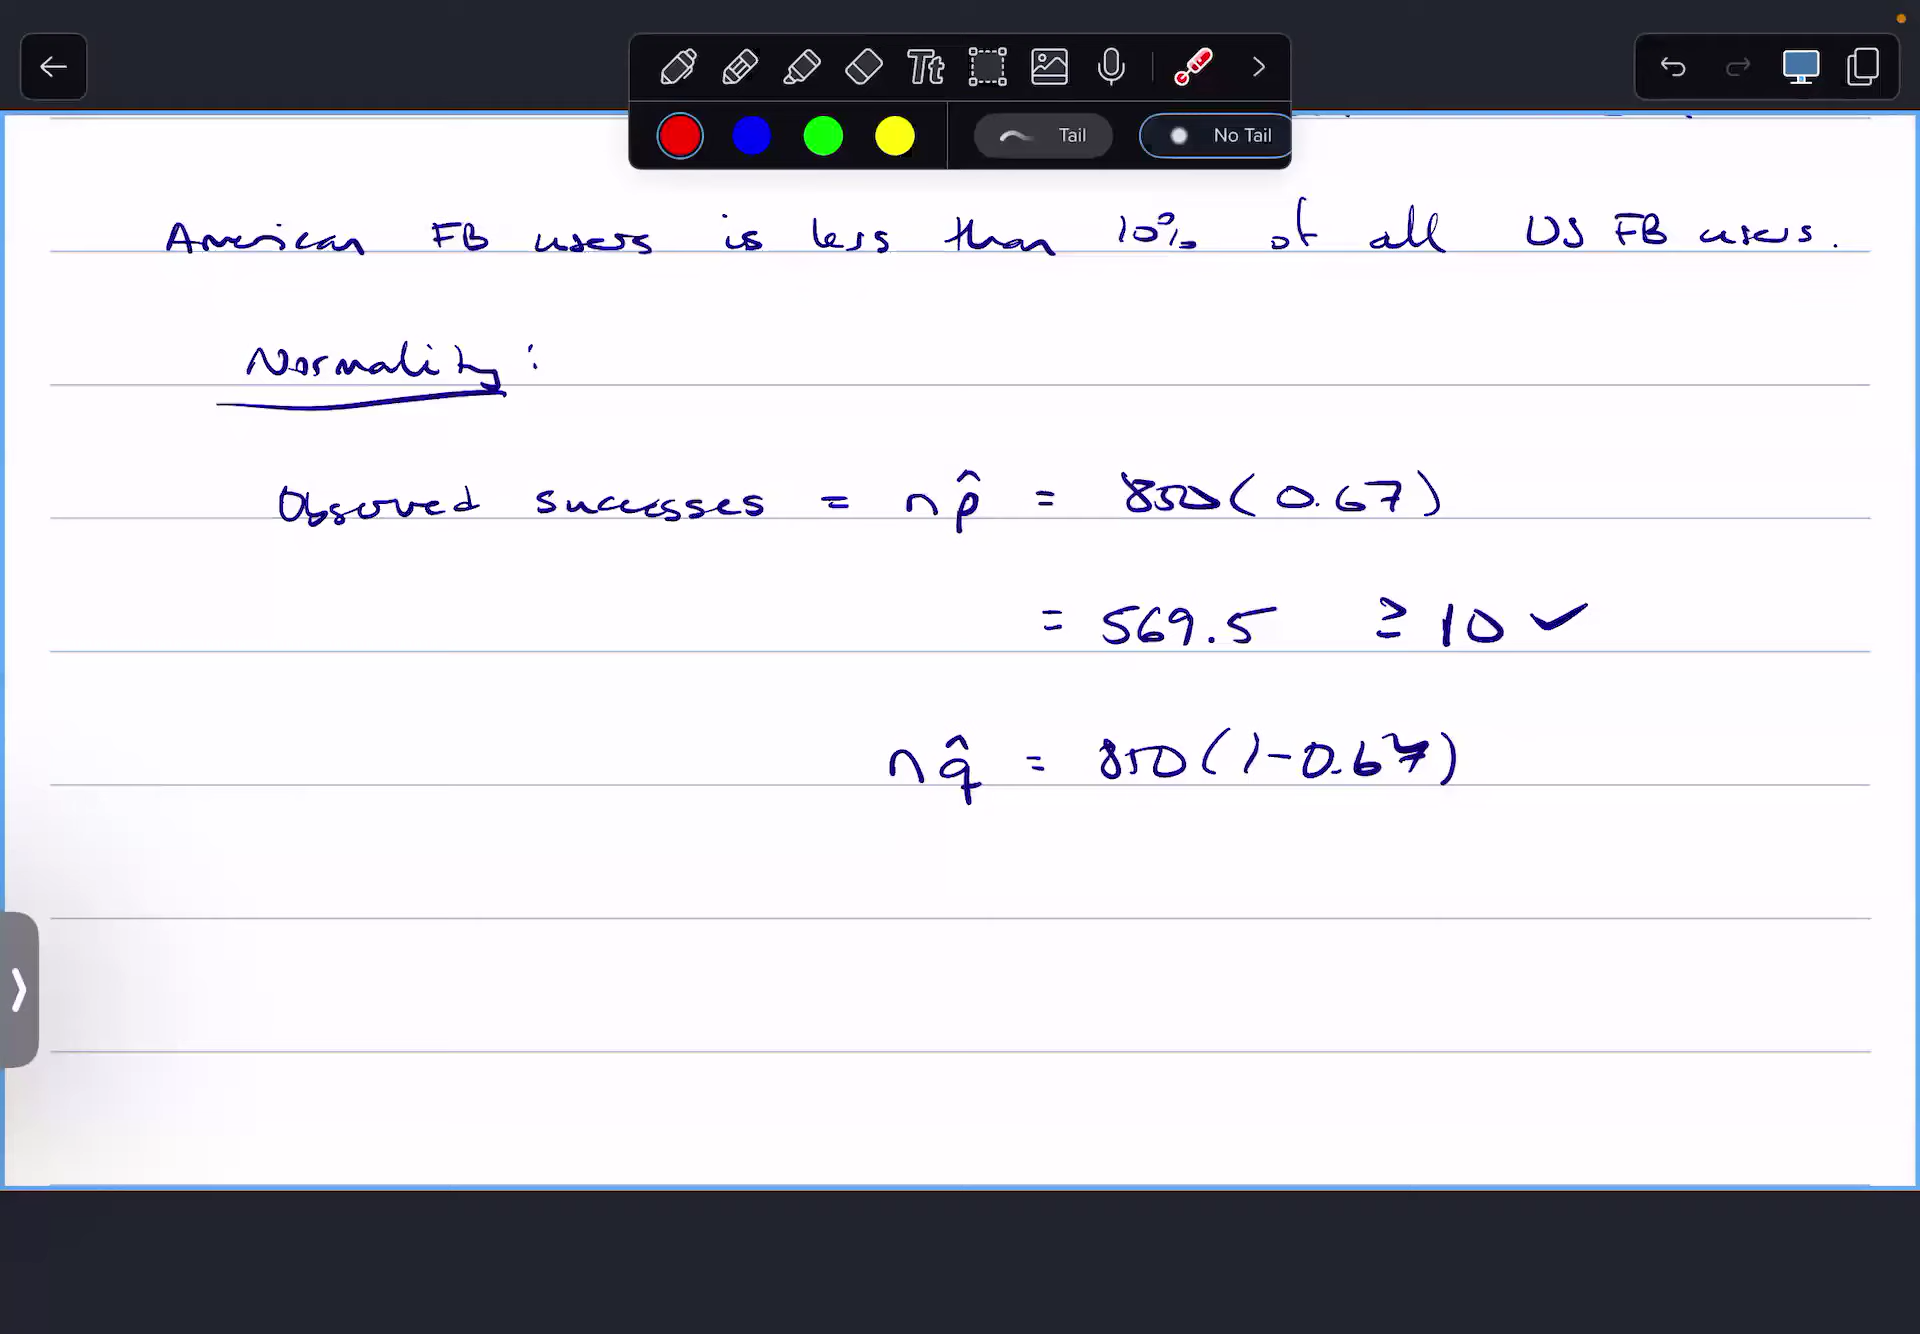 Tt
Tail
No Tail
American FB users is less than 10% of all US FB users.
Normality:
Observed successes = np̂ = 850(0.67)
= 569.5 ≥ 10 ✓
nq̂ = 850(1-0.67)